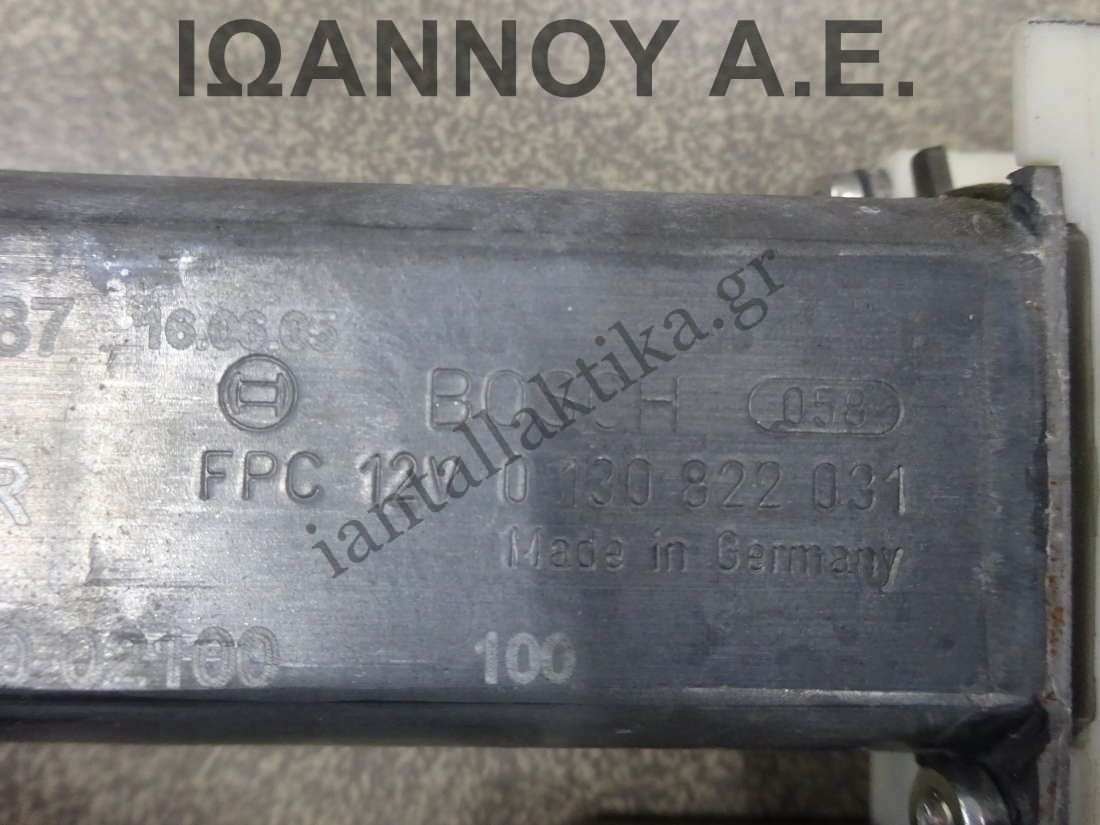 ΙΩΑΝΝΟΥ Α.Ε.
87 16.06.05
BOSCH 058
FPC 12V 0 130 822 031
R
Made in Germany
02100 100
iantallaktika.gr